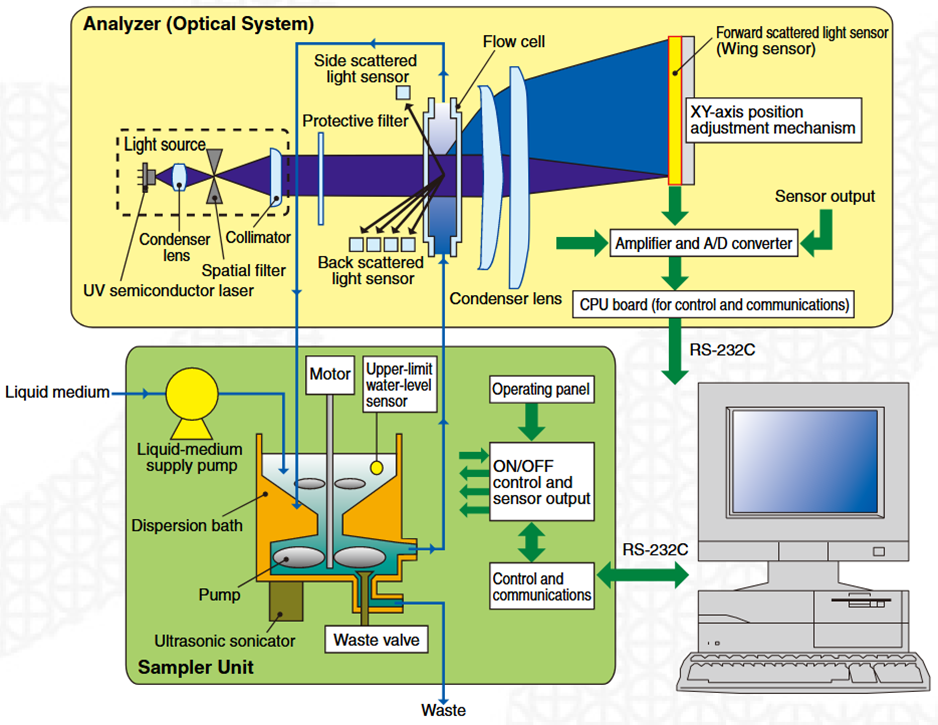 Analyzer (Optical System)
Forward scattered light sensor
(Wing sensor)
Flow cell
Side scattered
light sensor
XY-axis position
adjustment mechanism
Protective filter
Light source
Sensor output
Condenser
lens
Collimator
Amplifier and A/D converter
Spatial filter
Back scattered
light sensor
UV semiconductor laser
Condenser lens
CPU board (for control and communications)
RS-232C
Motor
Upper-limit
water-level
sensor
Operating panel
Liquid medium
Liquid-medium
supply pump
ON/OFF
control and
sensor output
Dispersion bath
RS-232C
Control and
communications
Pump
Ultrasonic sonicator
Waste valve
Sampler Unit
Waste